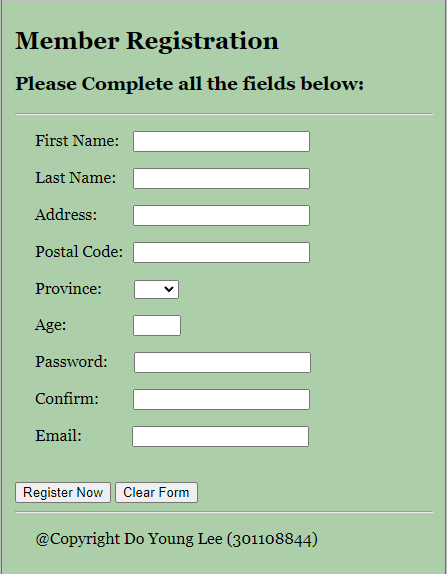 Member Registration
Please Complete all the fields below:
First Name:
Last Name:
Address:
Postal Code:
Province:
Age:
Password:
Confirm:
Email:
Register Now Clear Form
@Copyright Do Young Lee (301108844)